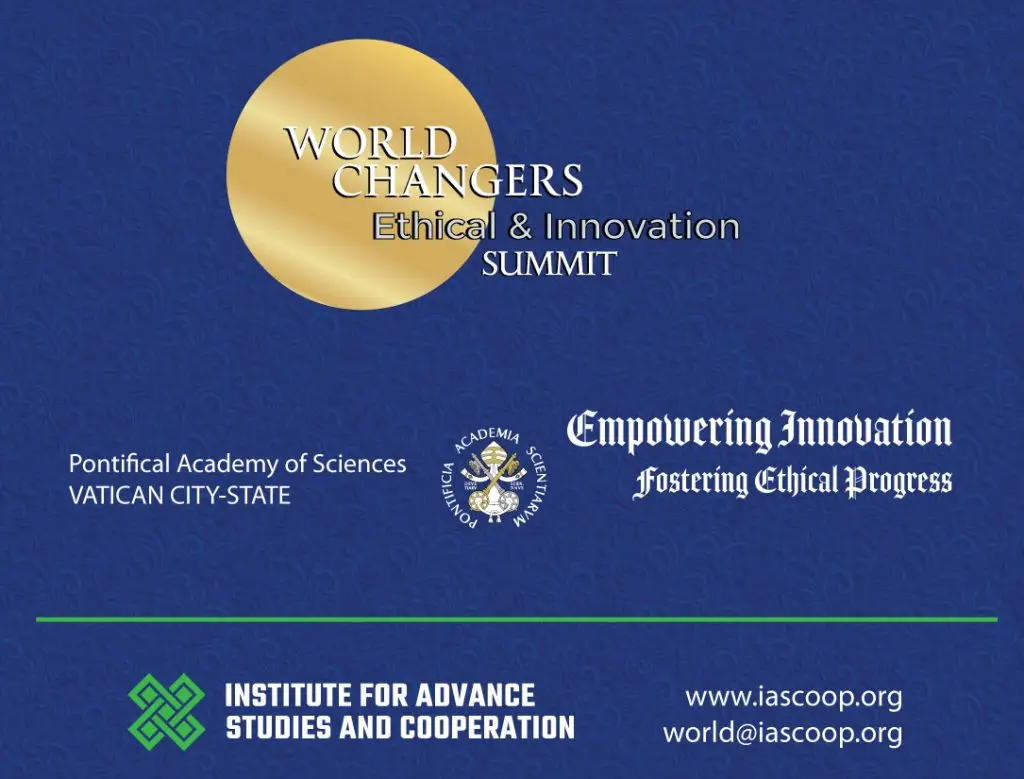 WORLD
CHANGERS
Ethical & Innovation
SUMMIT
Pontifical Academy of Sciences
VATICAN CITY-STATE
PONTIFICIA ACADEMIA SCIENTIARVM
Empowering Innovation
Fostering Ethical Progress
INSTITUTE FOR ADVANCE
STUDIES AND COOPERATION
www.iascoop.org
world@iascoop.org